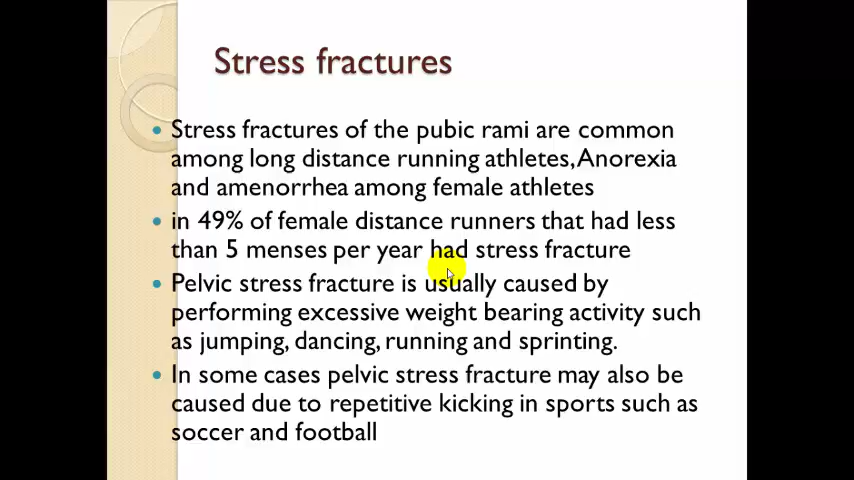 Stress fractures
• Stress fractures of the pubic rami are common
among long distance running athletes, Anorexia
and amenorrhea among female athletes
• in 49% of female distance runners that had less
than 5 menses per year had stress fracture
• Pelvic stress fracture is usually caused by
performing excessive weight bearing activity such
as jumping, dancing, running and sprinting.
• In some cases pelvic stress fracture may also be
caused due to repetitive kicking in sports such as
soccer and football